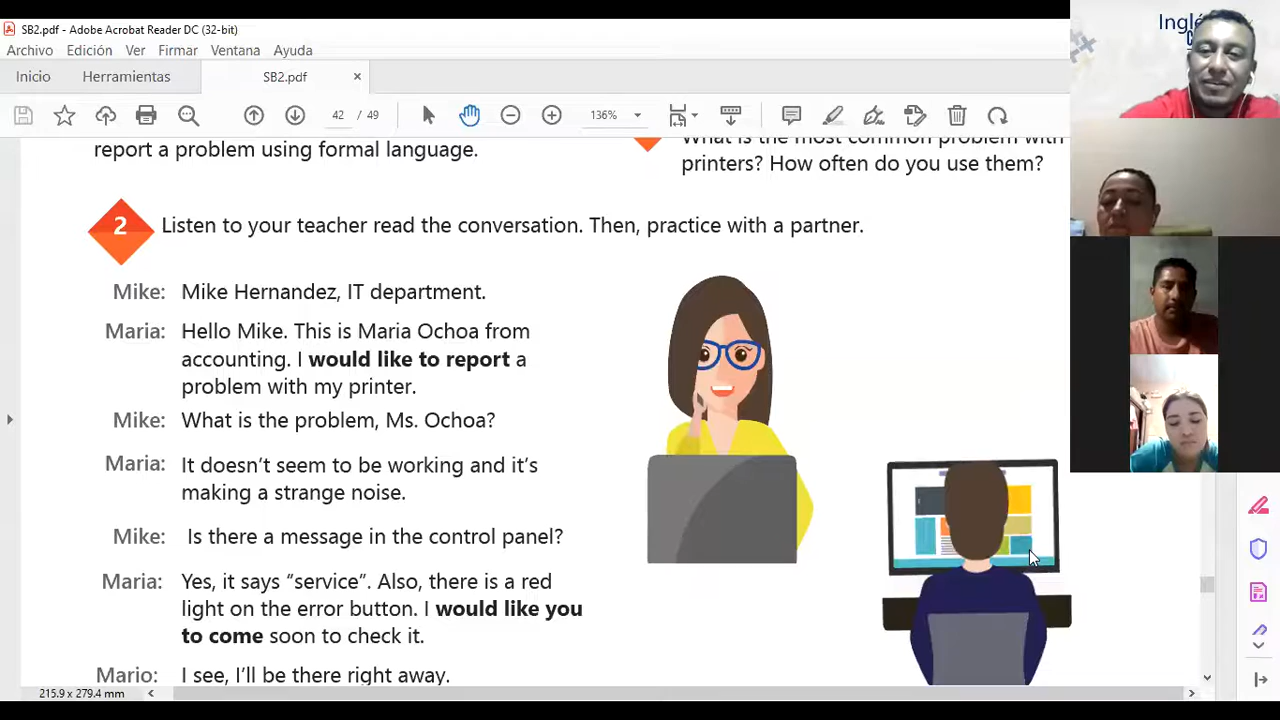 SB2.pdf - Adobe Acrobat Reader DC (32-bit)
Archivo Edición Ver Firmar Ventana Ayuda
Inicio Herramientas SB2.pdf ×
42 / 49 136%
report a problem using formal language.
What is the most common problem with
printers? How often do you use them?
2 Listen to your teacher read the conversation. Then, practice with a partner.
Mike: Mike Hernandez, IT department.
Maria: Hello Mike. This is Maria Ochoa from
accounting. I would like to report a
problem with my printer.
Mike: What is the problem, Ms. Ochoa?
Maria: It doesn't seem to be working and it's
making a strange noise.
Mike: Is there a message in the control panel?
Maria: Yes, it says "service". Also, there is a red
light on the error button. I would like you
to come soon to check it.
Mario: I see, I'll be there right away.
215.9 x 279.4 mm